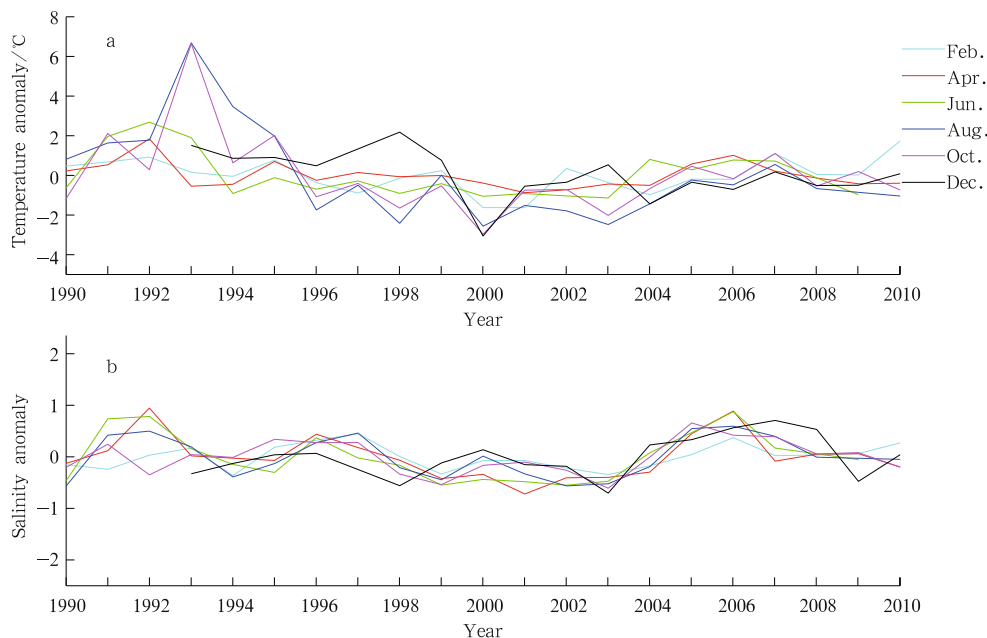 8
6
4
2
0
−2
−4
Temperature anomaly/℃
a
Feb.
Apr.
Jun.
Aug.
Oct.
Dec.
1990 1992 1994 1996 1998 2000 2002 2004 2006 2008 2010
Year
2
1
0
−1
−2
Salinity anomaly
b
1990 1992 1994 1996 1998 2000 2002 2004 2006 2008 2010
Year